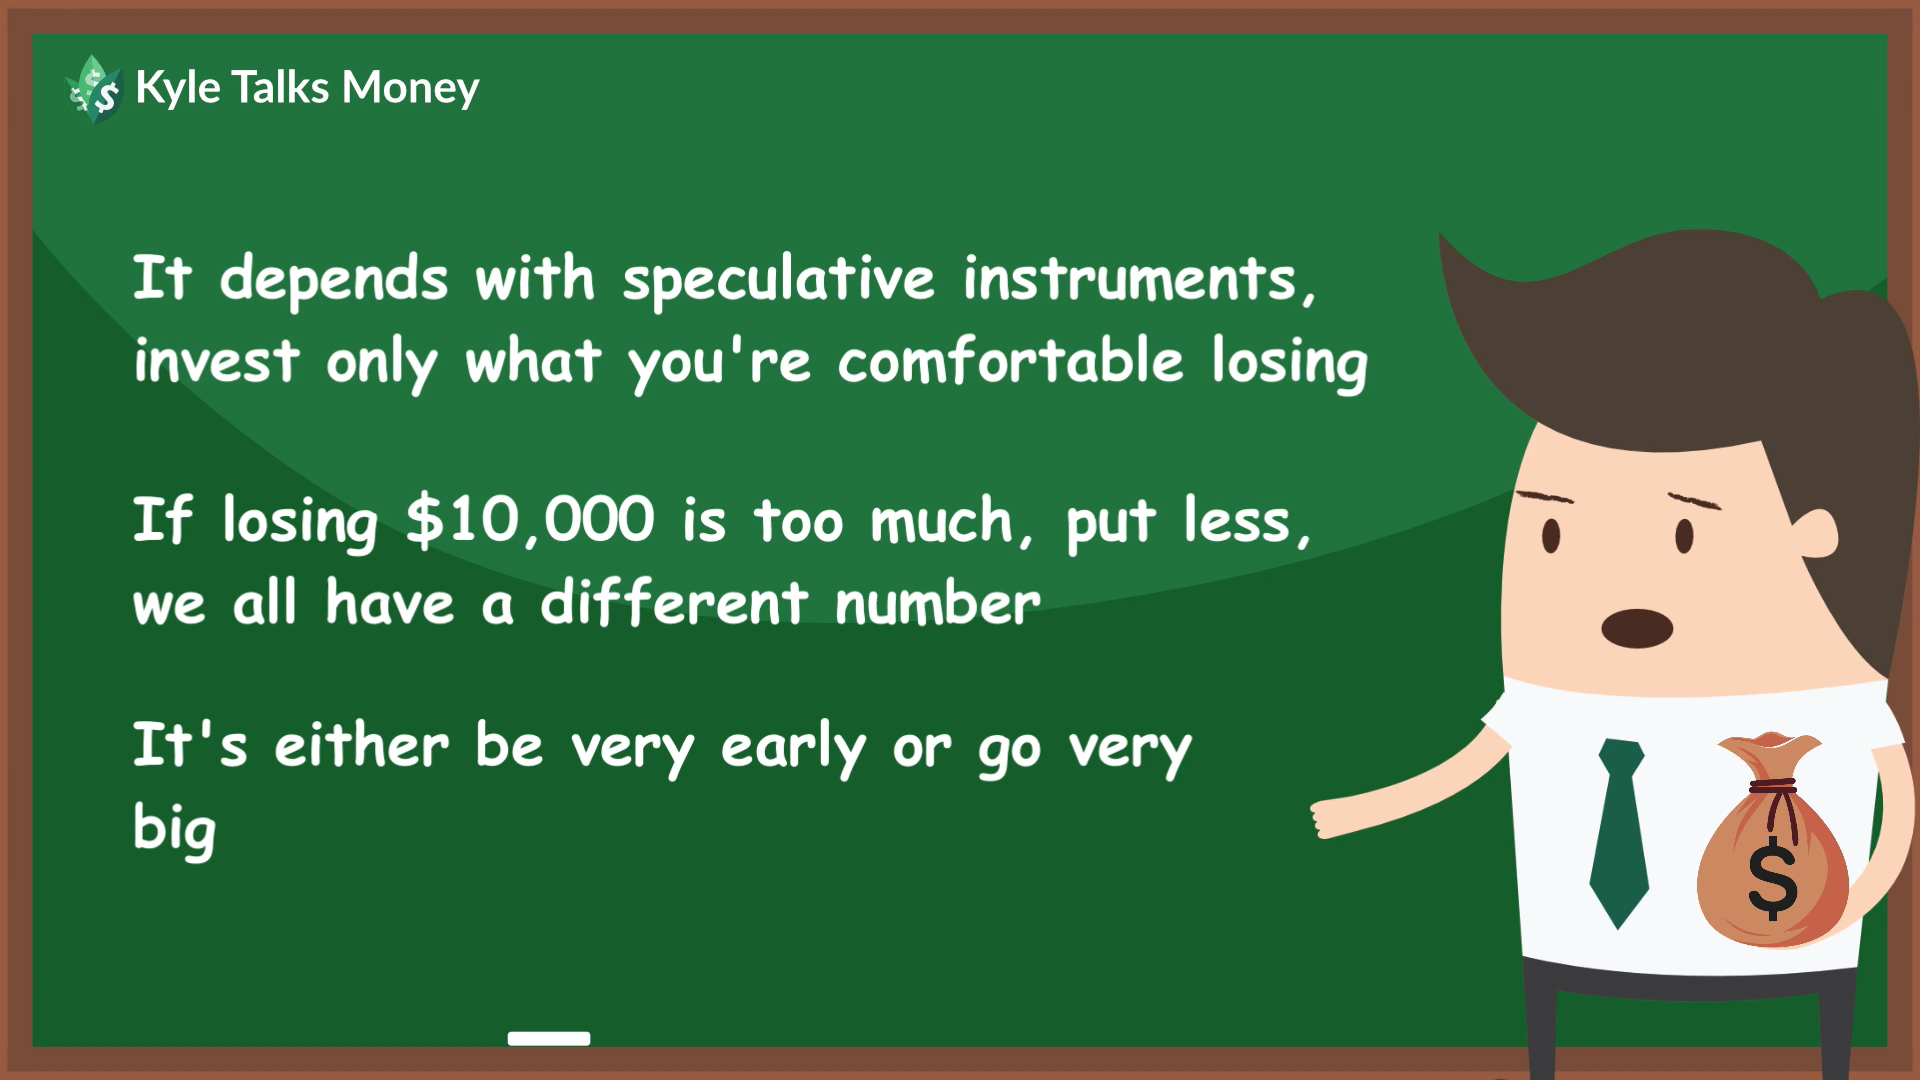 Kyle Talks Money
It depends with speculative instruments,
invest only what you're comfortable losing
If losing $10,000 is too much, put less,
we all have a different number
It's either be very early or go very
big
$